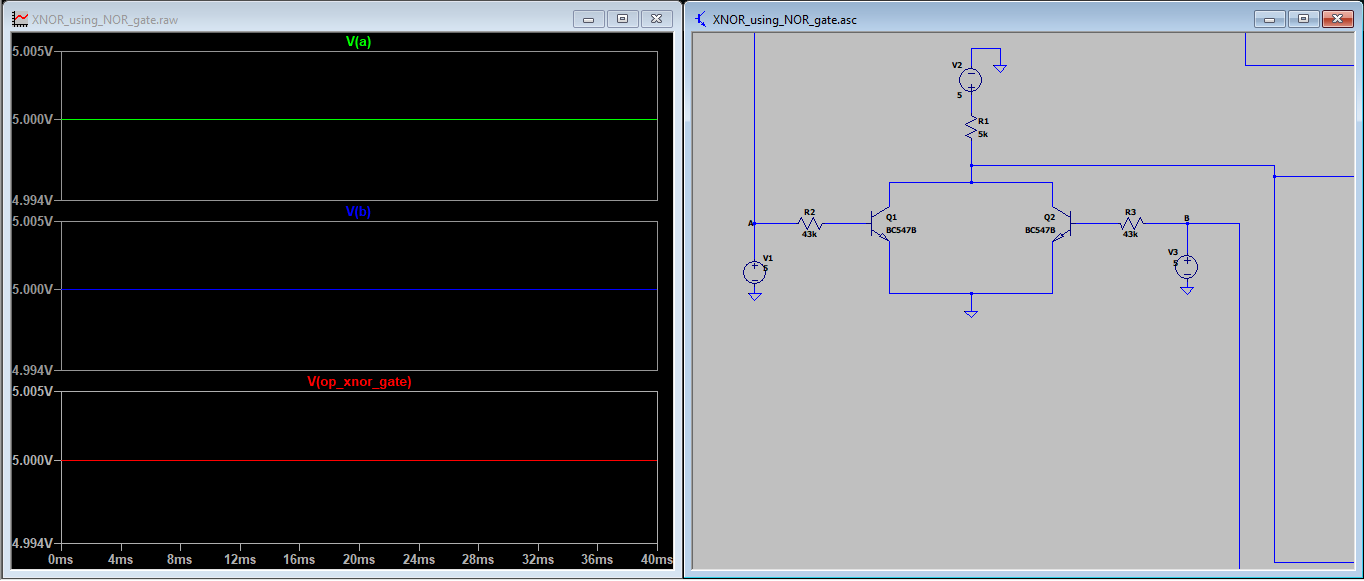 XNOR_using_NOR_gate.raw
V(a)
5.005V
5.000V
4.994V
V(b)
5.005V
5.000V
4.994V
V(op_xnor_gate)
5.005V
5.000V
4.994V
0ms 4ms 8ms 12ms 16ms 20ms 24ms 28ms 32ms 36ms 40ms
XNOR_using_NOR_gate.asc
V2
5
R1
5k
A
R2
43k
Q1
BC547B
Q2
BC547B
R3
43k
B
V1
5
V3
5